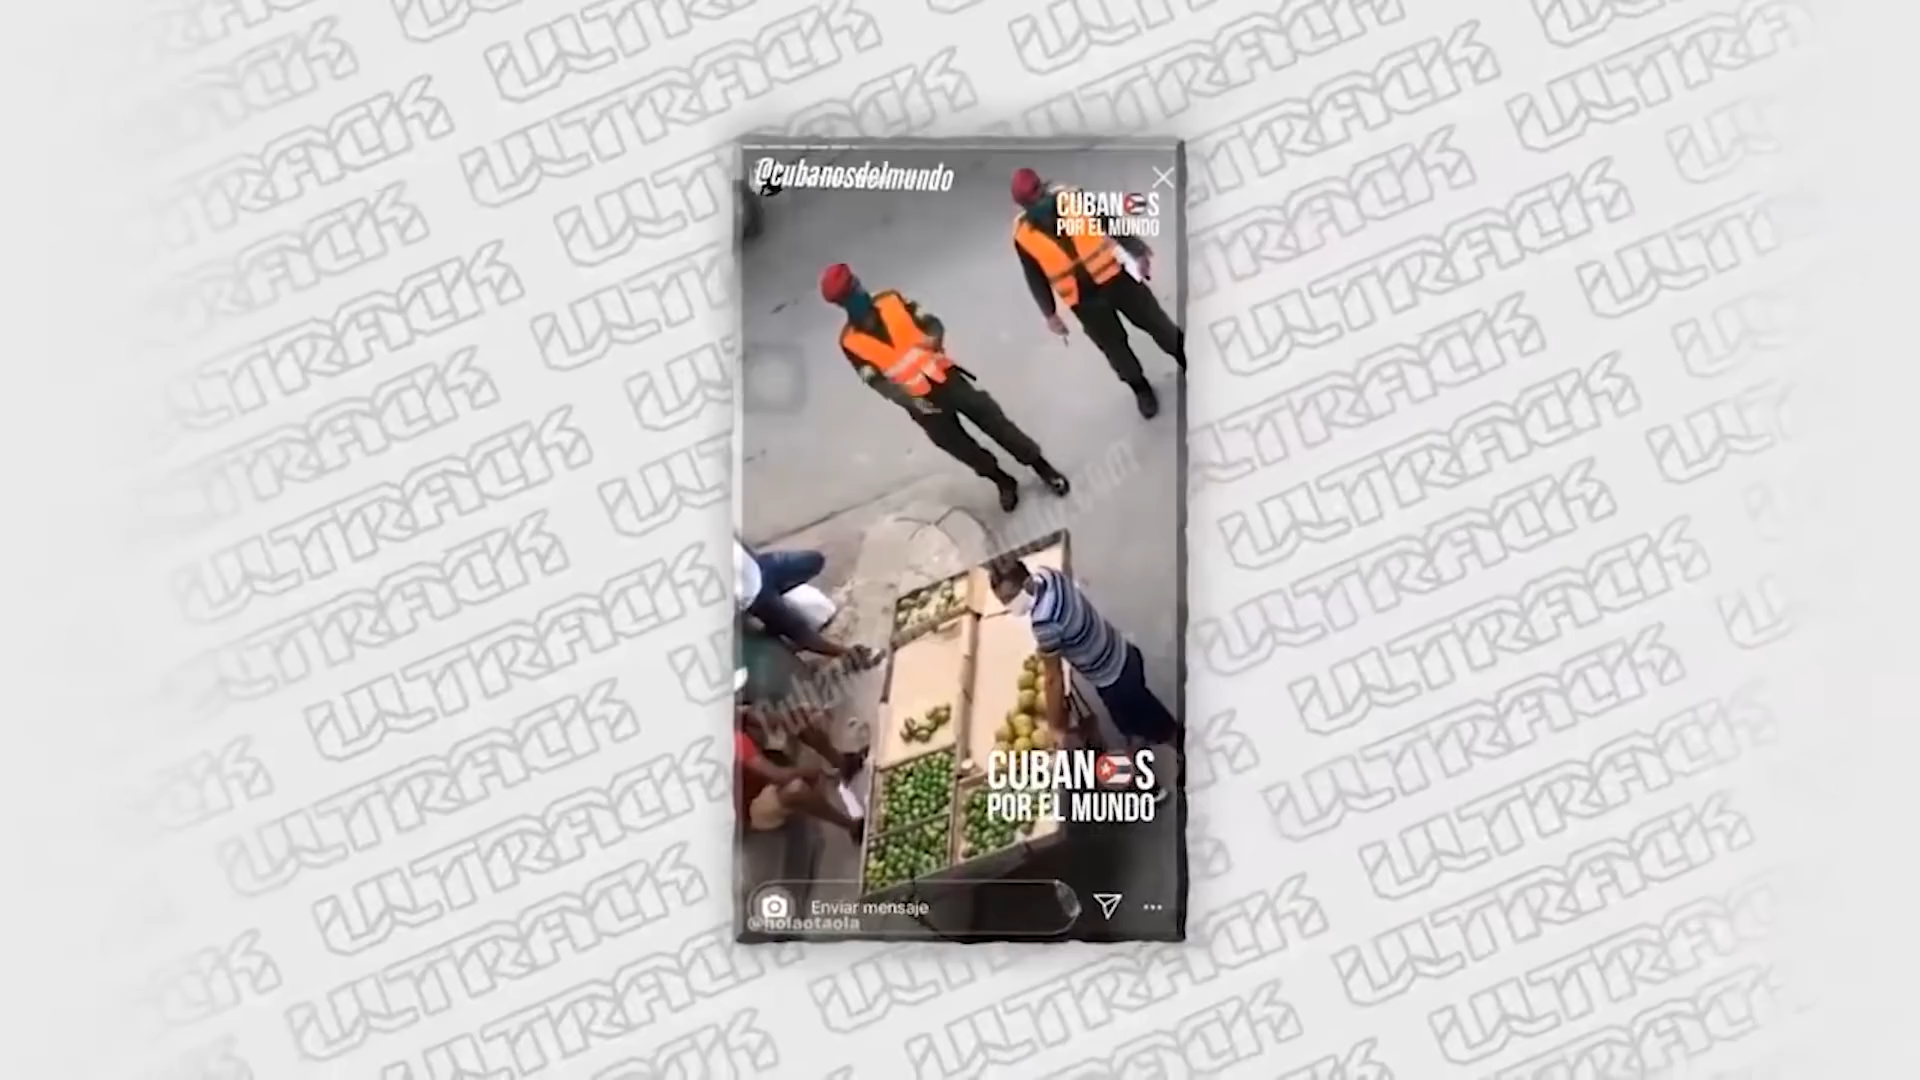 @cubanosdelmundo
CUBANOS
POR EL MUNDO
CUBANOS
POR EL MUNDO
Enviar mensaje
@holaotaola
ULTRACK